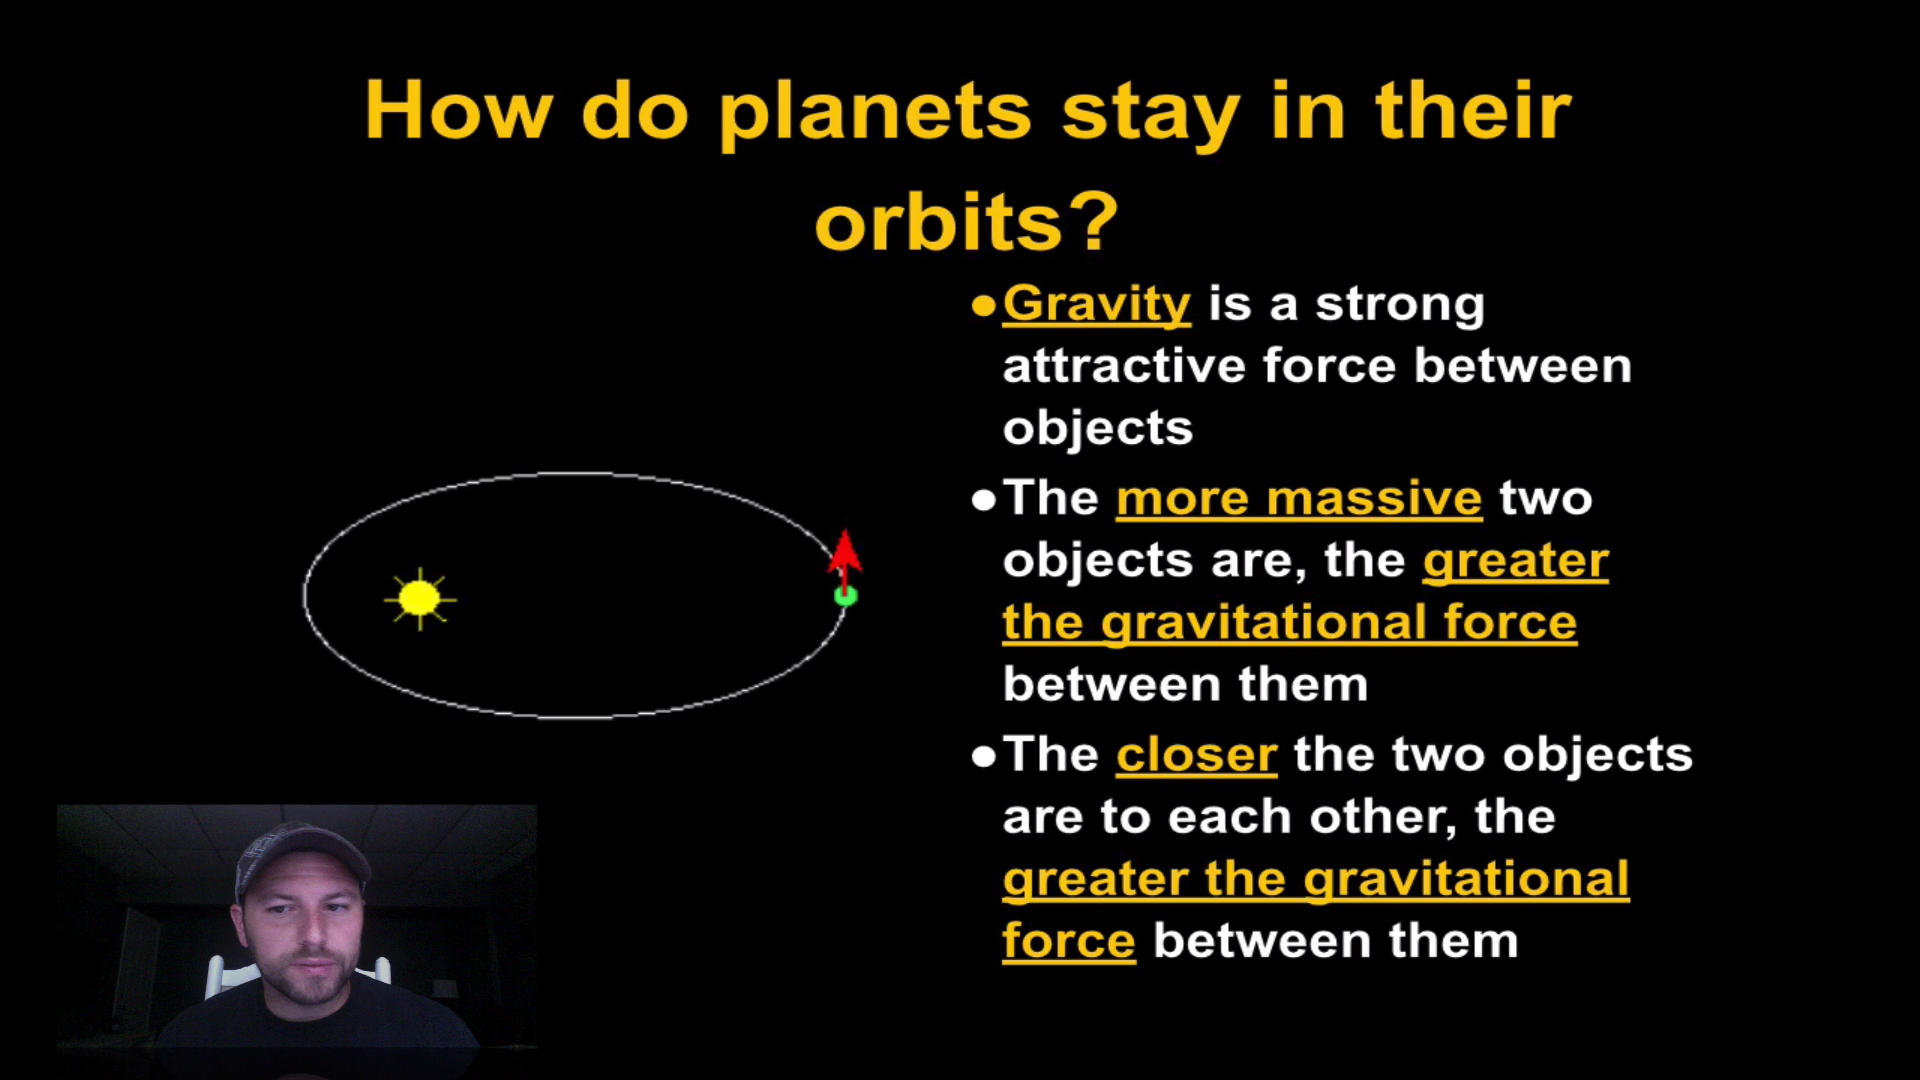 How do planets stay in their
orbits?
●Gravity is a strong
attractive force between
objects
●The more massive two
objects are, the greater
the gravitational force
between them
●The closer the two objects
are to each other, the
greater the gravitational
force between them